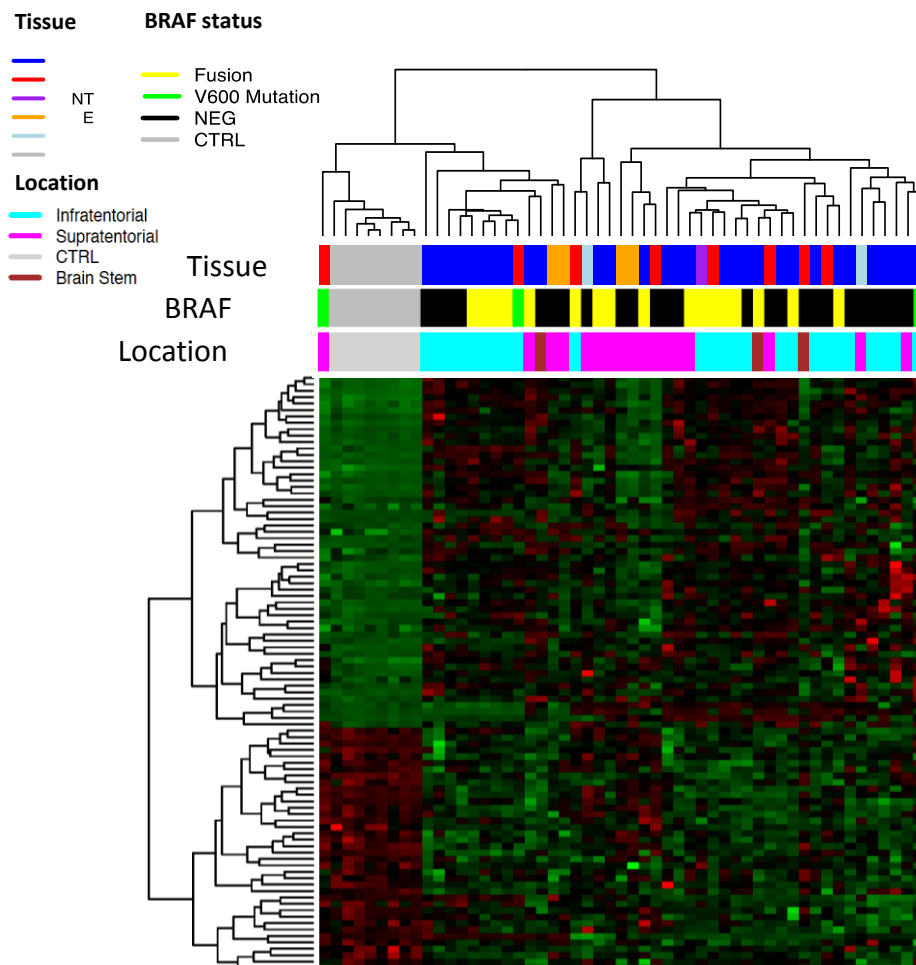 Tissue
NT
E
BRAF status
Fusion
V600 Mutation
NEG
CTRL
Location
Infratentorial
Supratentorial
CTRL
Brain Stem
Tissue
BRAF
Location